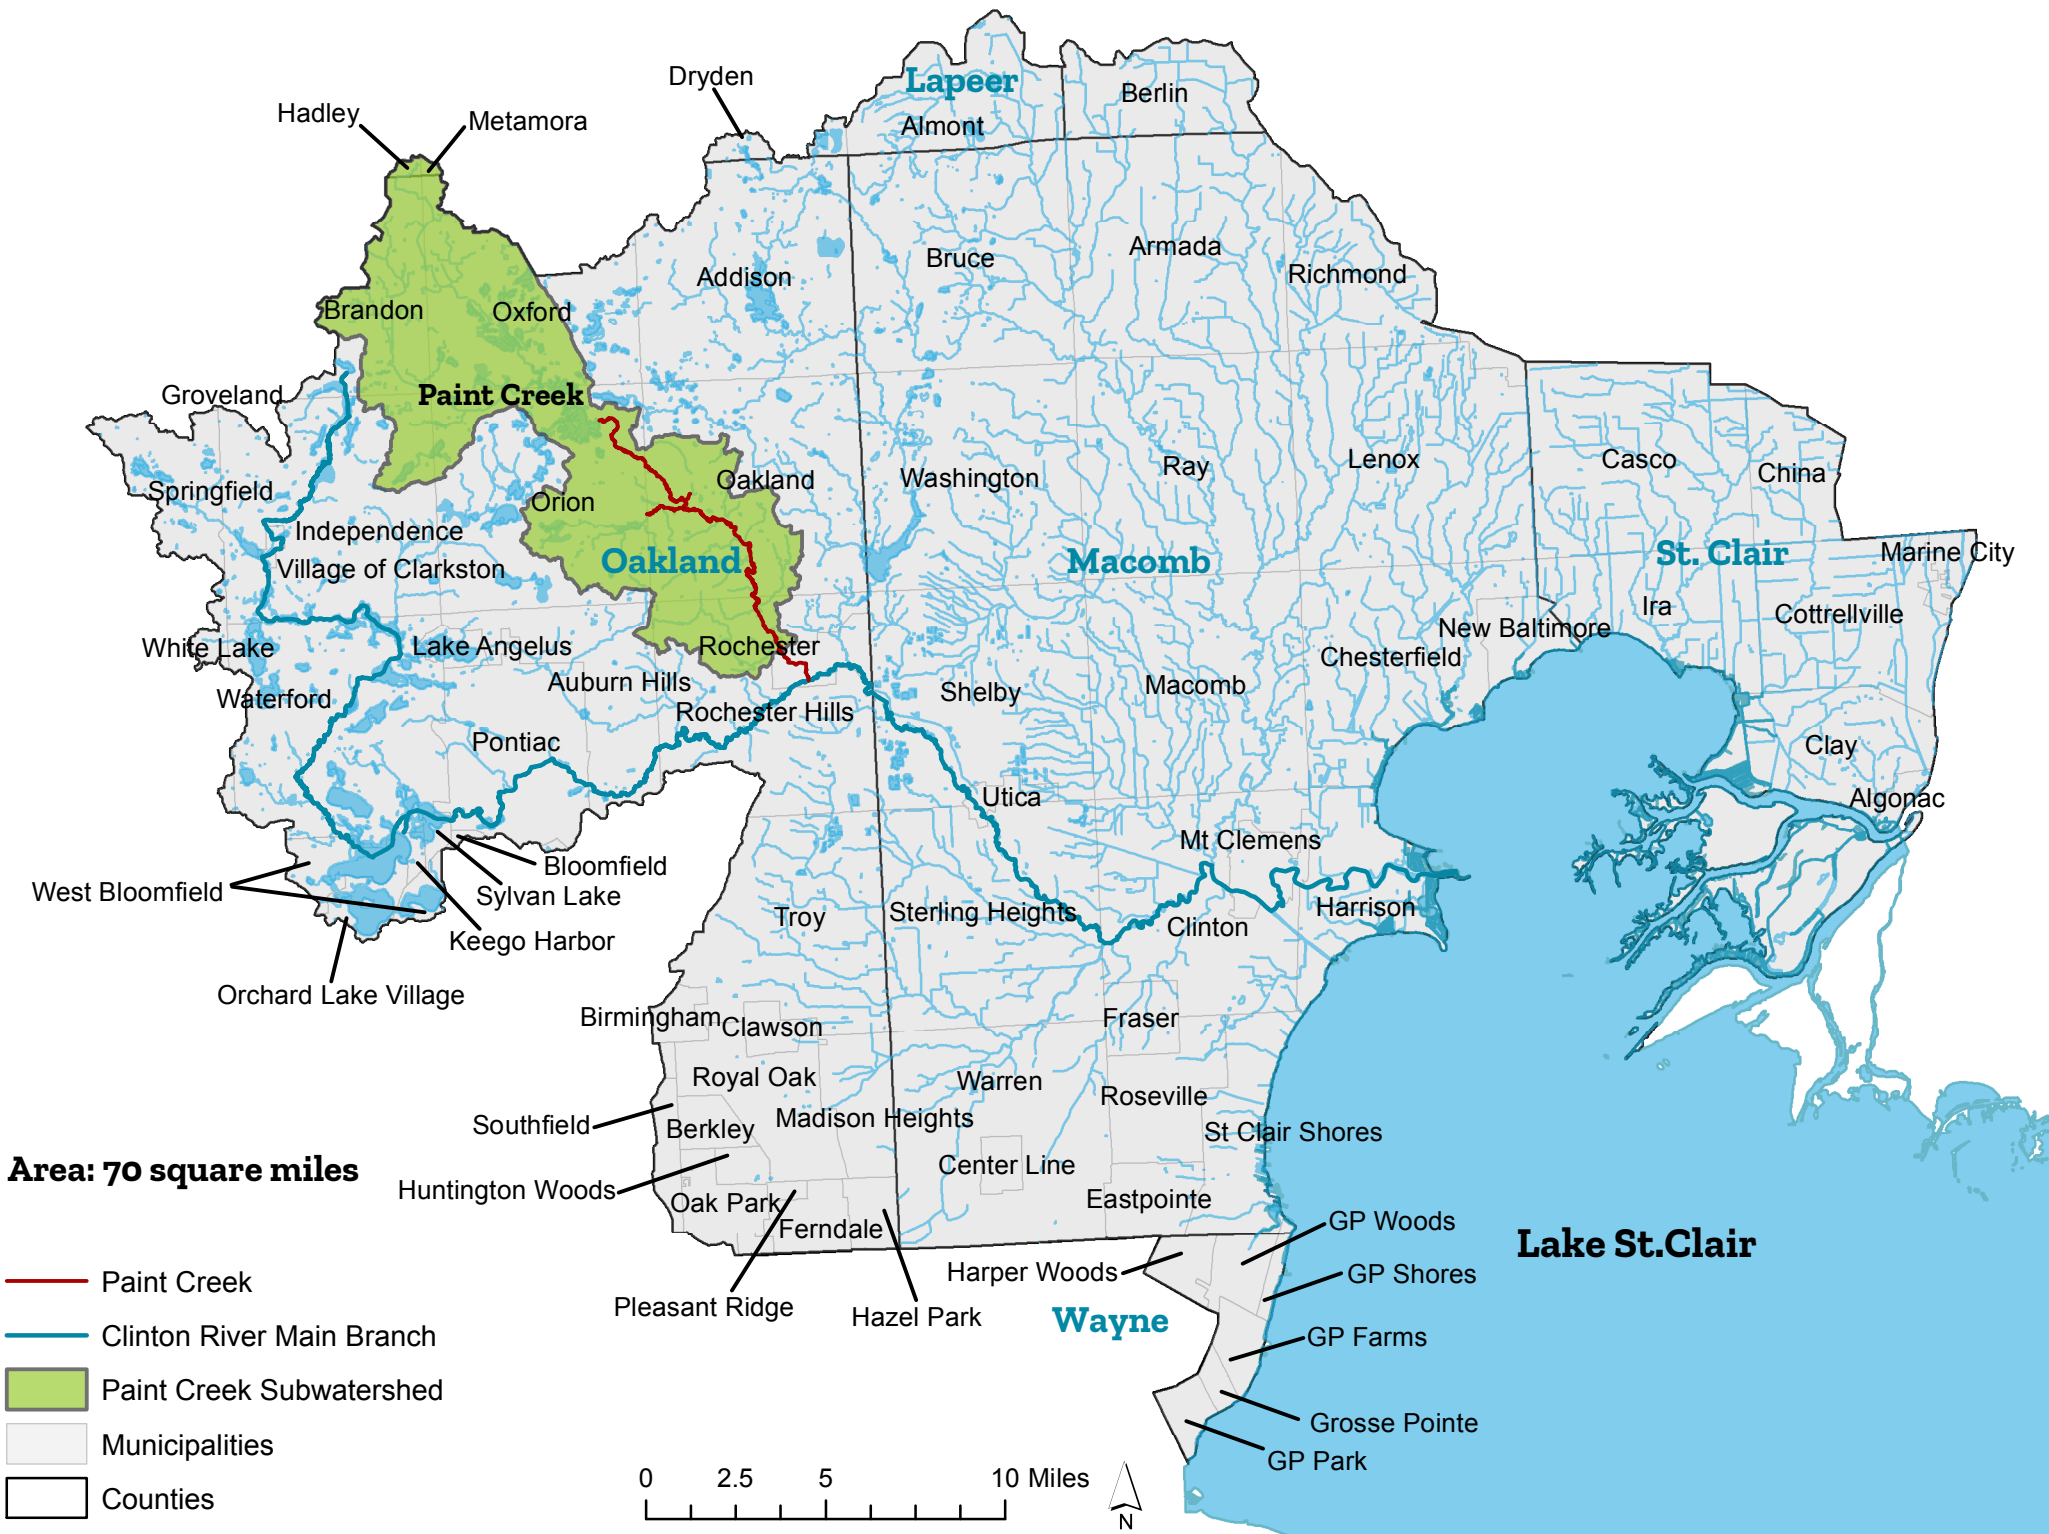 Dryden
Lapeer
Berlin
Hadley
Metamora
Almont
Armada
Bruce
Richmond
Addison
Brandon
Oxford
Groveland
Paint Creek
Springfield
Orion
Oakland
Washington
Ray
Lenox
Casco
China
Independence
Village of Clarkston
Oakland
Macomb
St. Clair
Marine City
Ira
Cottrellville
White Lake
Lake Angelus
Rochester
New Baltimore
Chesterfield
Waterford
Auburn Hills
Rochester Hills
Shelby
Macomb
Pontiac
Clay
Utica
Algonac
Mt Clemens
Bloomfield
West Bloomfield
Sylvan Lake
Keego Harbor
Orchard Lake Village
Troy
Sterling Heights
Clinton
Harrison
Birmingham
Clawson
Fraser
Royal Oak
Warren
Roseville
Southfield
Berkley
Madison Heights
St Clair Shores
Area: 70 square miles
Huntington Woods
Center Line
Oak Park
Eastpointe
Ferndale
GP Woods
Lake St.Clair
Harper Woods
GP Shores
Pleasant Ridge
Hazel Park
Wayne
GP Farms
Grosse Pointe
GP Park
Paint Creek
Clinton River Main Branch
Paint Creek Subwatershed
Municipalities
Counties
0 2.5 5 10 Miles
N